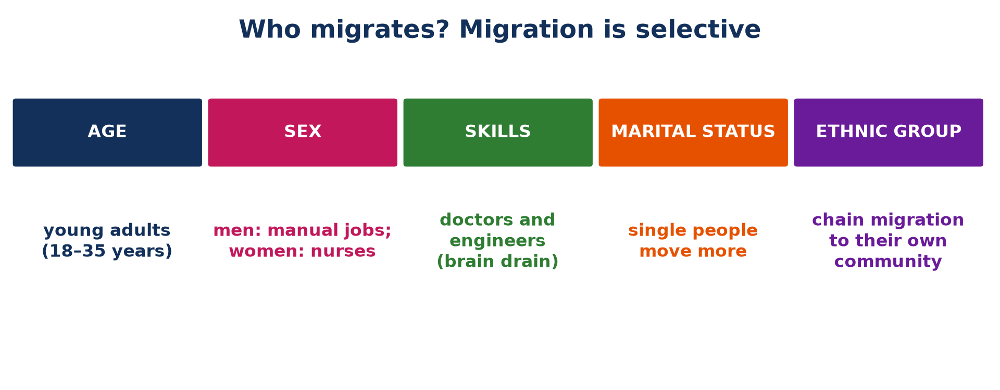 Who migrates? Migration is selective
AGE
SEX
SKILLS
MARITAL STATUS
ETHNIC GROUP
young adults
(18–35 years)
men: manual jobs;
women: nurses
doctors and
engineers
(brain drain)
single people
move more
chain migration
to their own
community